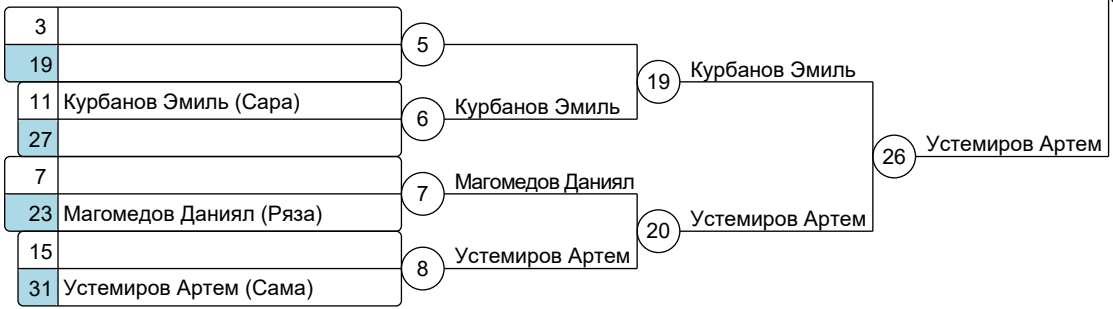 3
5
19
Курбанов Эмиль
19
11 Курбанов Эмиль (Сара)
6
Курбанов Эмиль
27
26
Устемиров Артем
7
7
Магомедов Даниял
23 Магомедов Даниял (Ряза)
20
Устемиров Артем
15
8
Устемиров Артем
31 Устемиров Артем (Сама)